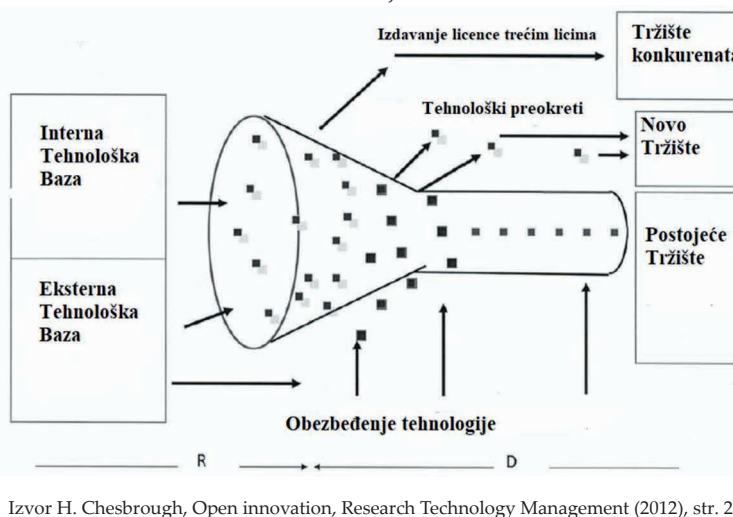 Izdavanje licence trećim licima
Tržište
konkurenata
Tehnološki preokreti
Novo
Tržište
Interna
Tehnološka
Baza
Postojeće
Tržište
Eksterna
Tehnološka
Baza
Obezbeđenje tehnologije
R
D
Izvor H. Chesbrough, Open innovation, Research Technology Management (2012), str. 2